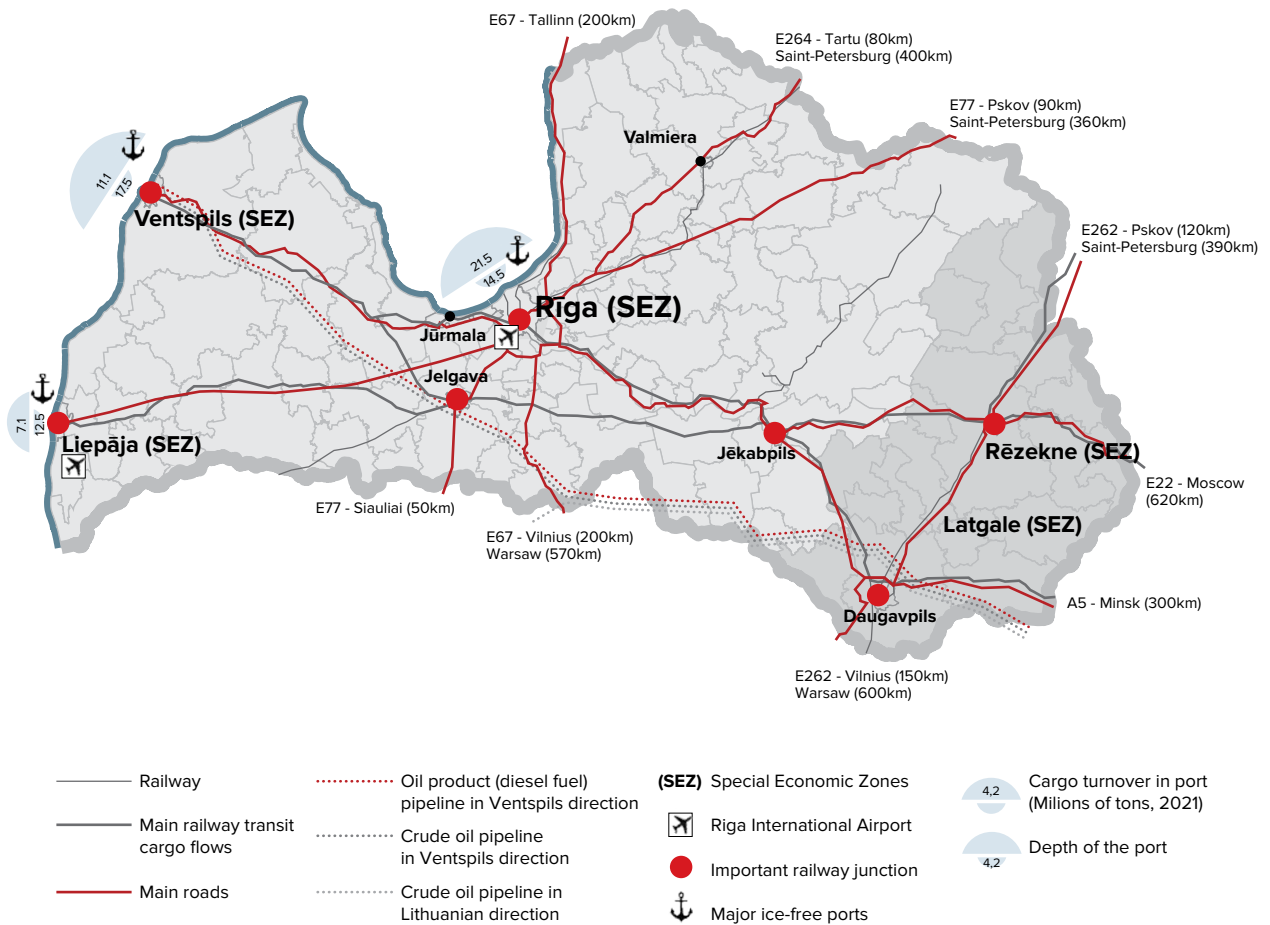 E67 - Tallinn (200km)
E264 - Tartu (80km)
Saint-Petersburg (400km)
E77 - Pskov (90km)
Saint-Petersburg (360km)
Valmiera
11.1
17.5
Ventspils (SEZ)
E262 - Pskov (120km)
Saint-Petersburg (390km)
21.5
14.5
Rīga (SEZ)
Jūrmala
Jelgava
7.1
12.5
Liepāja (SEZ)
Jēkabpils
Rēzekne (SEZ)
E22 - Moscow
(620km)
E77 - Siauliai (50km)
Latgale (SEZ)
E67 - Vilnius (200km)
Warsaw (570km)
A5 - Minsk (300km)
Daugavpils
E262 - Vilnius (150km)
Warsaw (600km)
Railway
Main railway transit
cargo flows
Main roads
Oil product (diesel fuel)
pipeline in Ventspils direction
Crude oil pipeline
in Ventspils direction
Crude oil pipeline in
Lithuanian direction
(SEZ) Special Economic Zones
Riga International Airport
Important railway junction
Major ice-free ports
4,2
Cargo turnover in port
(Milions of tons, 2021)
Depth of the port
4,2